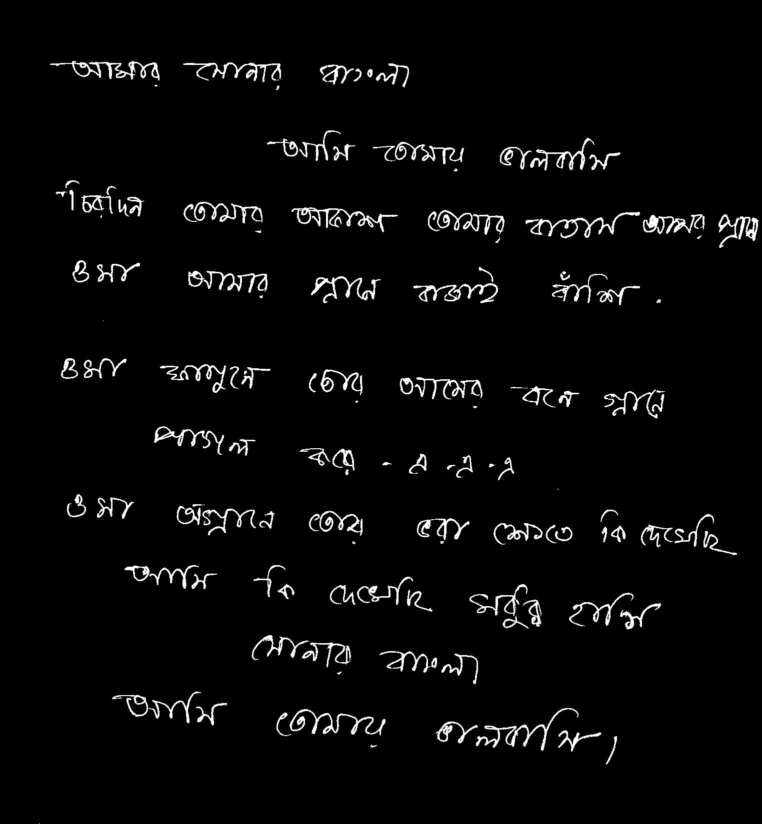 আমার সোনার বাংলা
আমি তোমায় ভালবাসি
চিরদিন তোমার আকাশ তোমার বাতাস আমার প্রাণে
ওমা আমার প্রানে বাজাই বাঁশি .
ওমা ফাগুনে তোর আমের বনে ঘ্রানে
পাগল করে - এ - এ - এ
ওমা অঘ্রানে তোর ভরা ক্ষেতে কি দেখেছি
আমি কি দেখেছি মধুর হাসি
সোনার বাংলা
আমি তোমায় ভালবাসি।